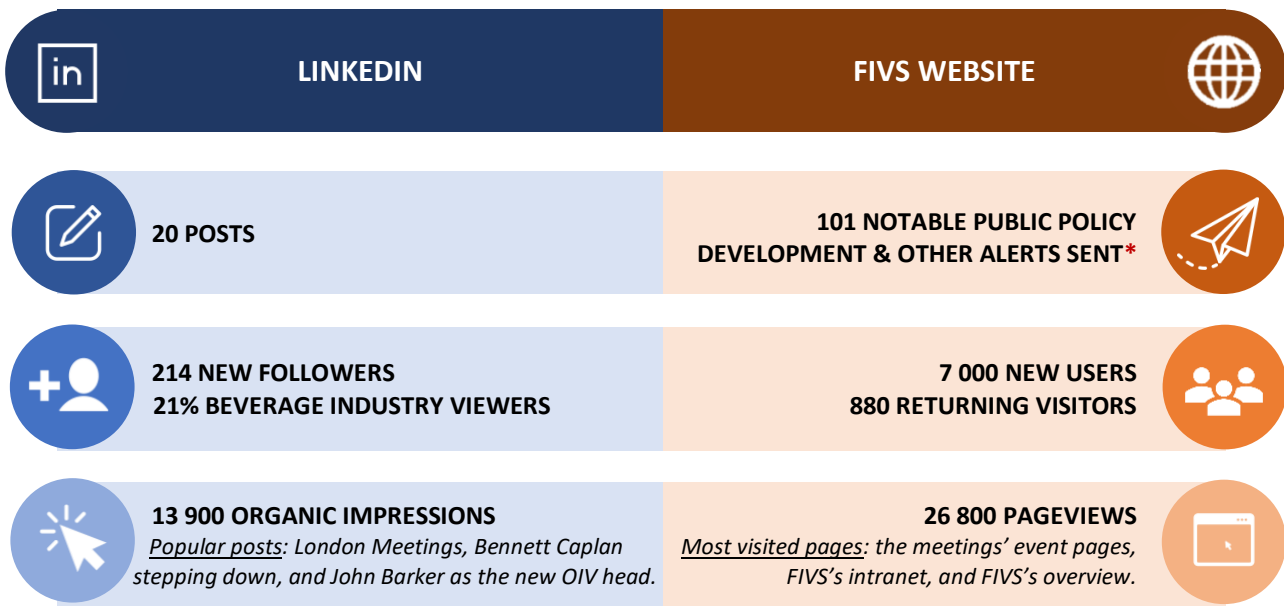 in
LINKEDIN
FIVS WEBSITE
20 POSTS
101 NOTABLE PUBLIC POLICY
DEVELOPMENT & OTHER ALERTS SENT*
214 NEW FOLLOWERS
21% BEVERAGE INDUSTRY VIEWERS
7 000 NEW USERS
880 RETURNING VISITORS
13 900 ORGANIC IMPRESSIONS
Popular posts: London Meetings, Bennett Caplan
stepping down, and John Barker as the new OIV head.
26 800 PAGEVIEWS
Most visited pages: the meetings’ event pages,
FIVS’s intranet, and FIVS’s overview.